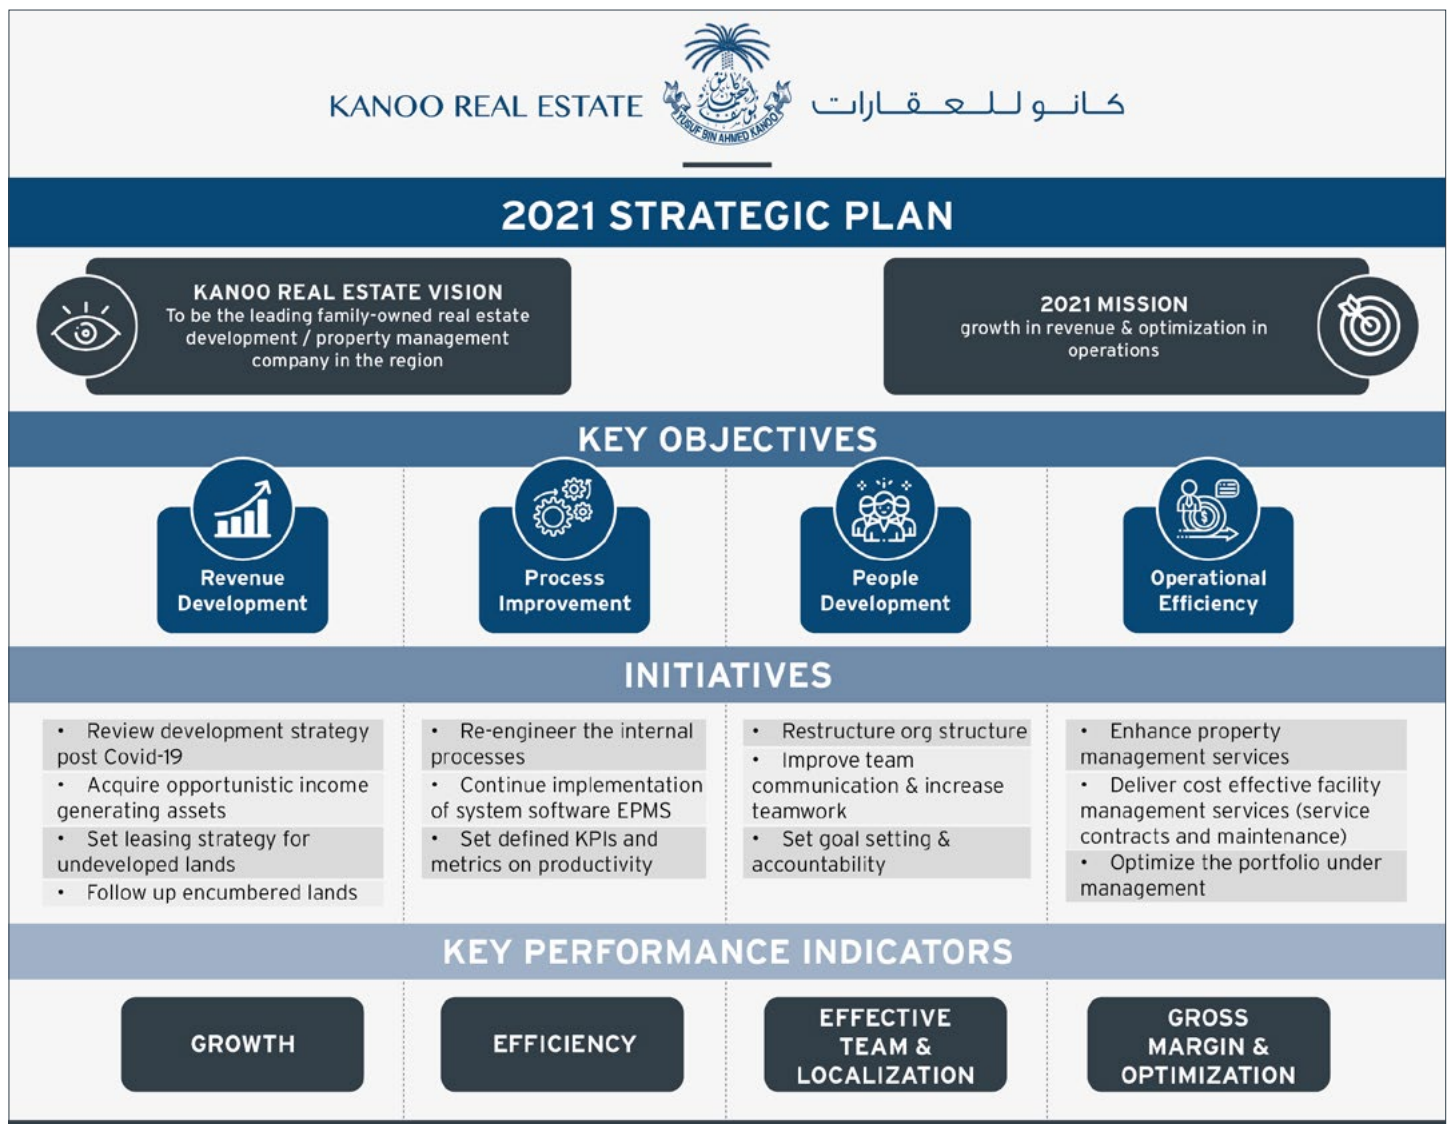 KANOO REAL ESTATE
كانو للعقارات
YUSUF BIN AHMED KANOO
2021 STRATEGIC PLAN
KANOO REAL ESTATE VISION
To be the leading family-owned real estate
development / property management
company in the region
2021 MISSION
growth in revenue & optimization in
operations
KEY OBJECTIVES
Revenue
Development
Process
Improvement
People
Development
Operational
Efficiency
INITIATIVES
• Review development strategy
post Covid-19
• Acquire opportunistic income
generating assets
• Set leasing strategy for
undeveloped lands
• Follow up encumbered lands
• Re-engineer the internal
processes
• Continue implementation
of system software EPMS
• Set defined KPIs and
metrics on productivity
• Restructure org structure
• Improve team
communication & increase
teamwork
• Set goal setting &
accountability
• Enhance property
management services
• Deliver cost effective facility
management services (service
contracts and maintenance)
• Optimize the portfolio under
management
KEY PERFORMANCE INDICATORS
GROWTH
EFFICIENCY
EFFECTIVE
TEAM &
LOCALIZATION
GROSS
MARGIN &
OPTIMIZATION